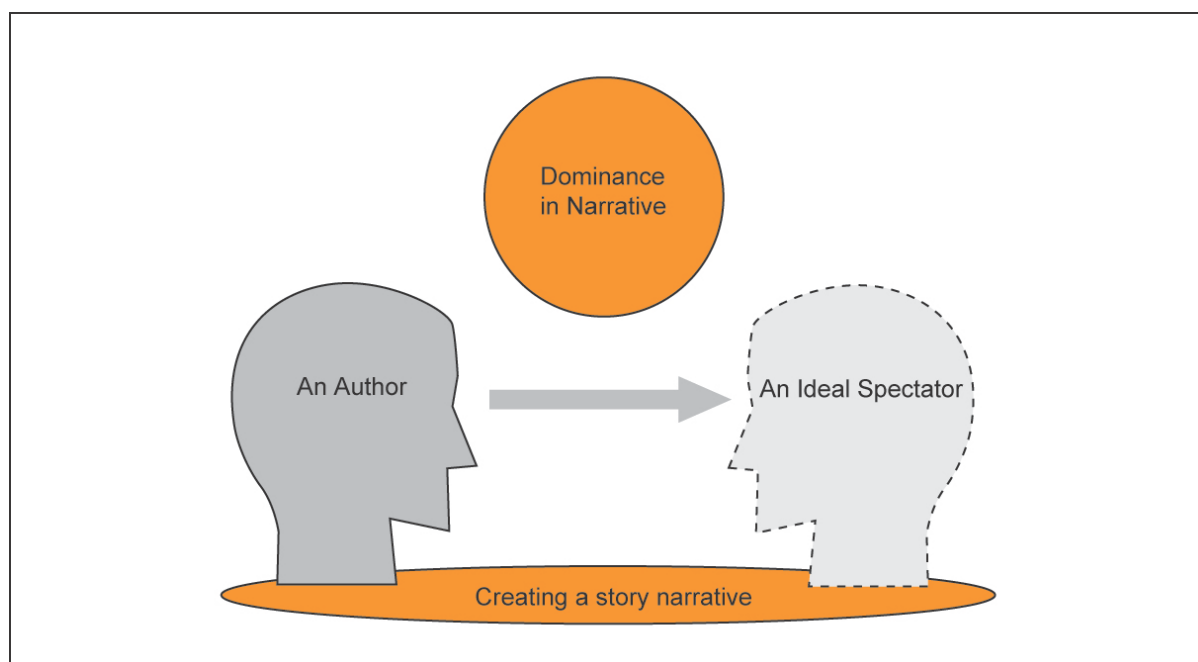 Dominance
in Narrative
An Author
An Ideal Spectator
Creating a story narrative